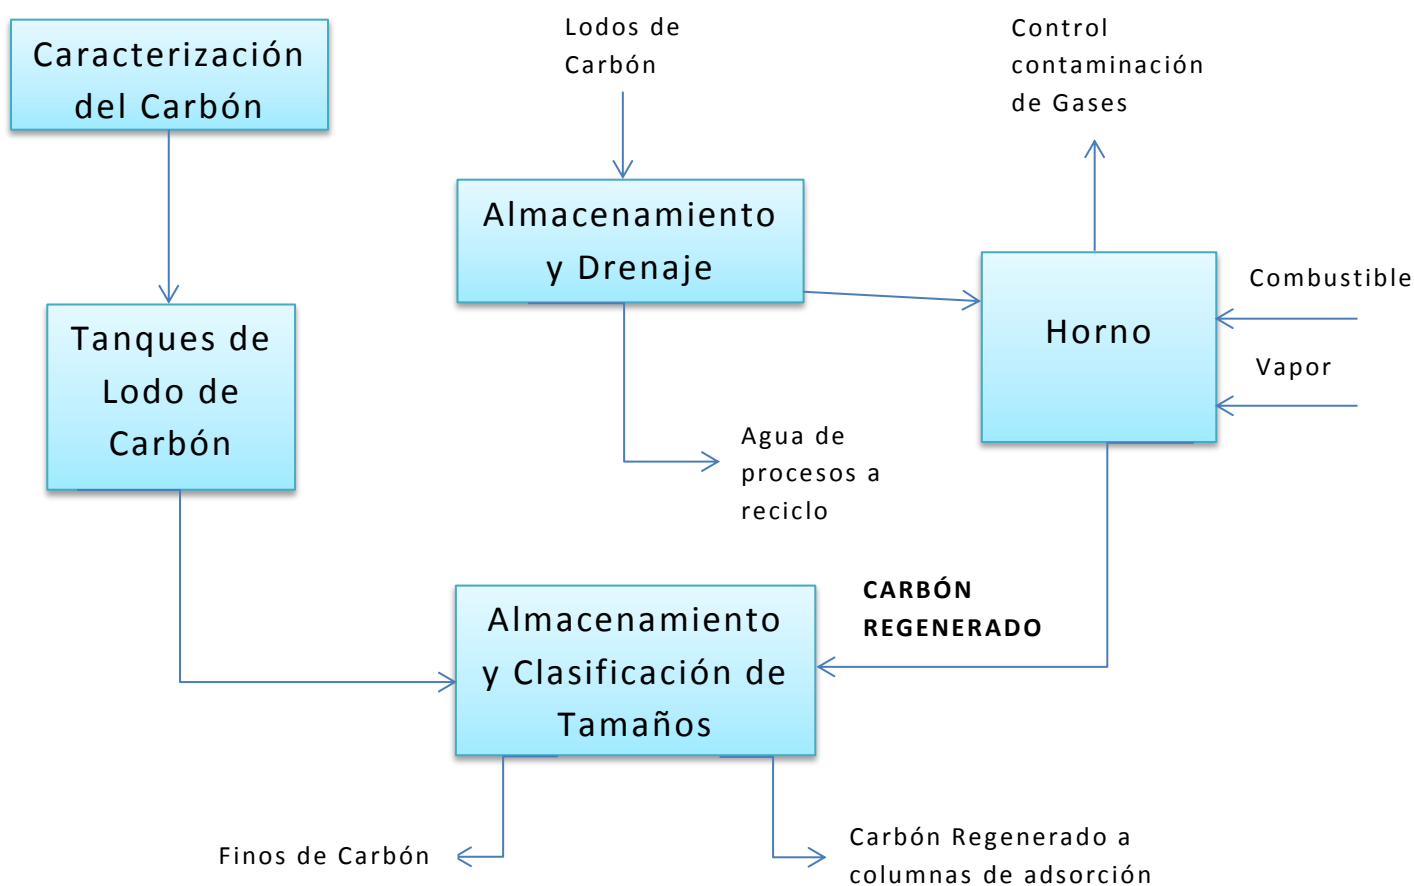 Caracterización
del Carbón
Lodos de
Carbón
Control
contaminación
de Gases
Almacenamiento
y Drenaje
Horno
Combustible
Vapor
Tanques de
Lodo de
Carbón
Agua de
procesos a
reciclo
CARBÓN
REGENERADO
Almacenamiento
y Clasificación de
Tamaños
Finos de Carbón
Carbón Regenerado a
columnas de adsorción